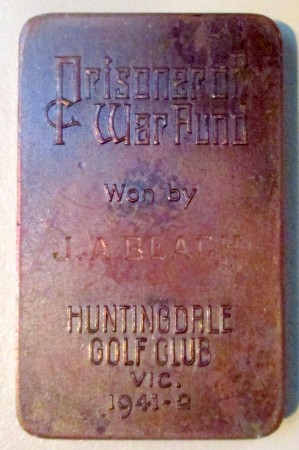 Prisoner of
War Fund
Won by
J. A. BEACH
HUNTINGDALE
GOLF CLUB
VIC.
1941-2